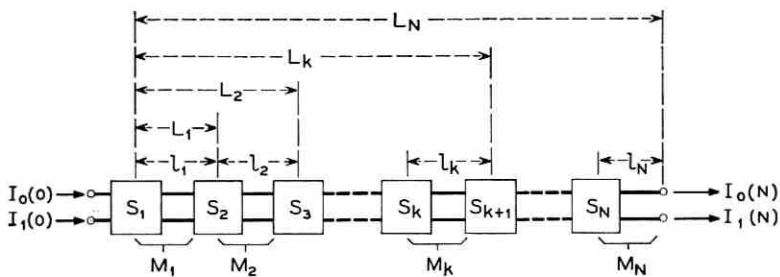 L_N
L_k
L_2
L_1
l_1 l_2 l_k l_N
I_0(0) S_1 S_2 S_3 S_k S_{k+1} S_N I_0(N)
I_1(0) I_1(N)
M_1 M_2 M_k M_N